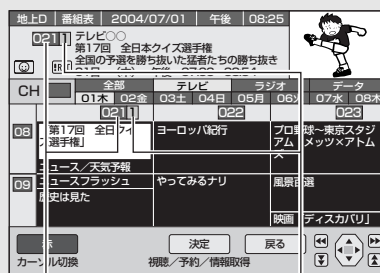 地上D 番組表 2004/07/01 午後 08:25
0211 テレビ○○
第17回 全日本クイズ選手権
全国の予選を勝ち抜いた猛者たちの勝ち抜き
CH 全部 テレビ ラジオ データ
01木 02金 03土 04日 05月 06火 07水 08木
0211 022 023
08 第17回 全日 ヨーロッパ紀行 プロ 球~東京スタジ
選手権」 アム メッツ×アトム
ュース/天気予報
09 ュースフラッシュ やってみるナリ 風景 選
史は見た
映画 ディスカバリ」
示 決定 戻る
カーソル切換 視聴/予約/情報取得